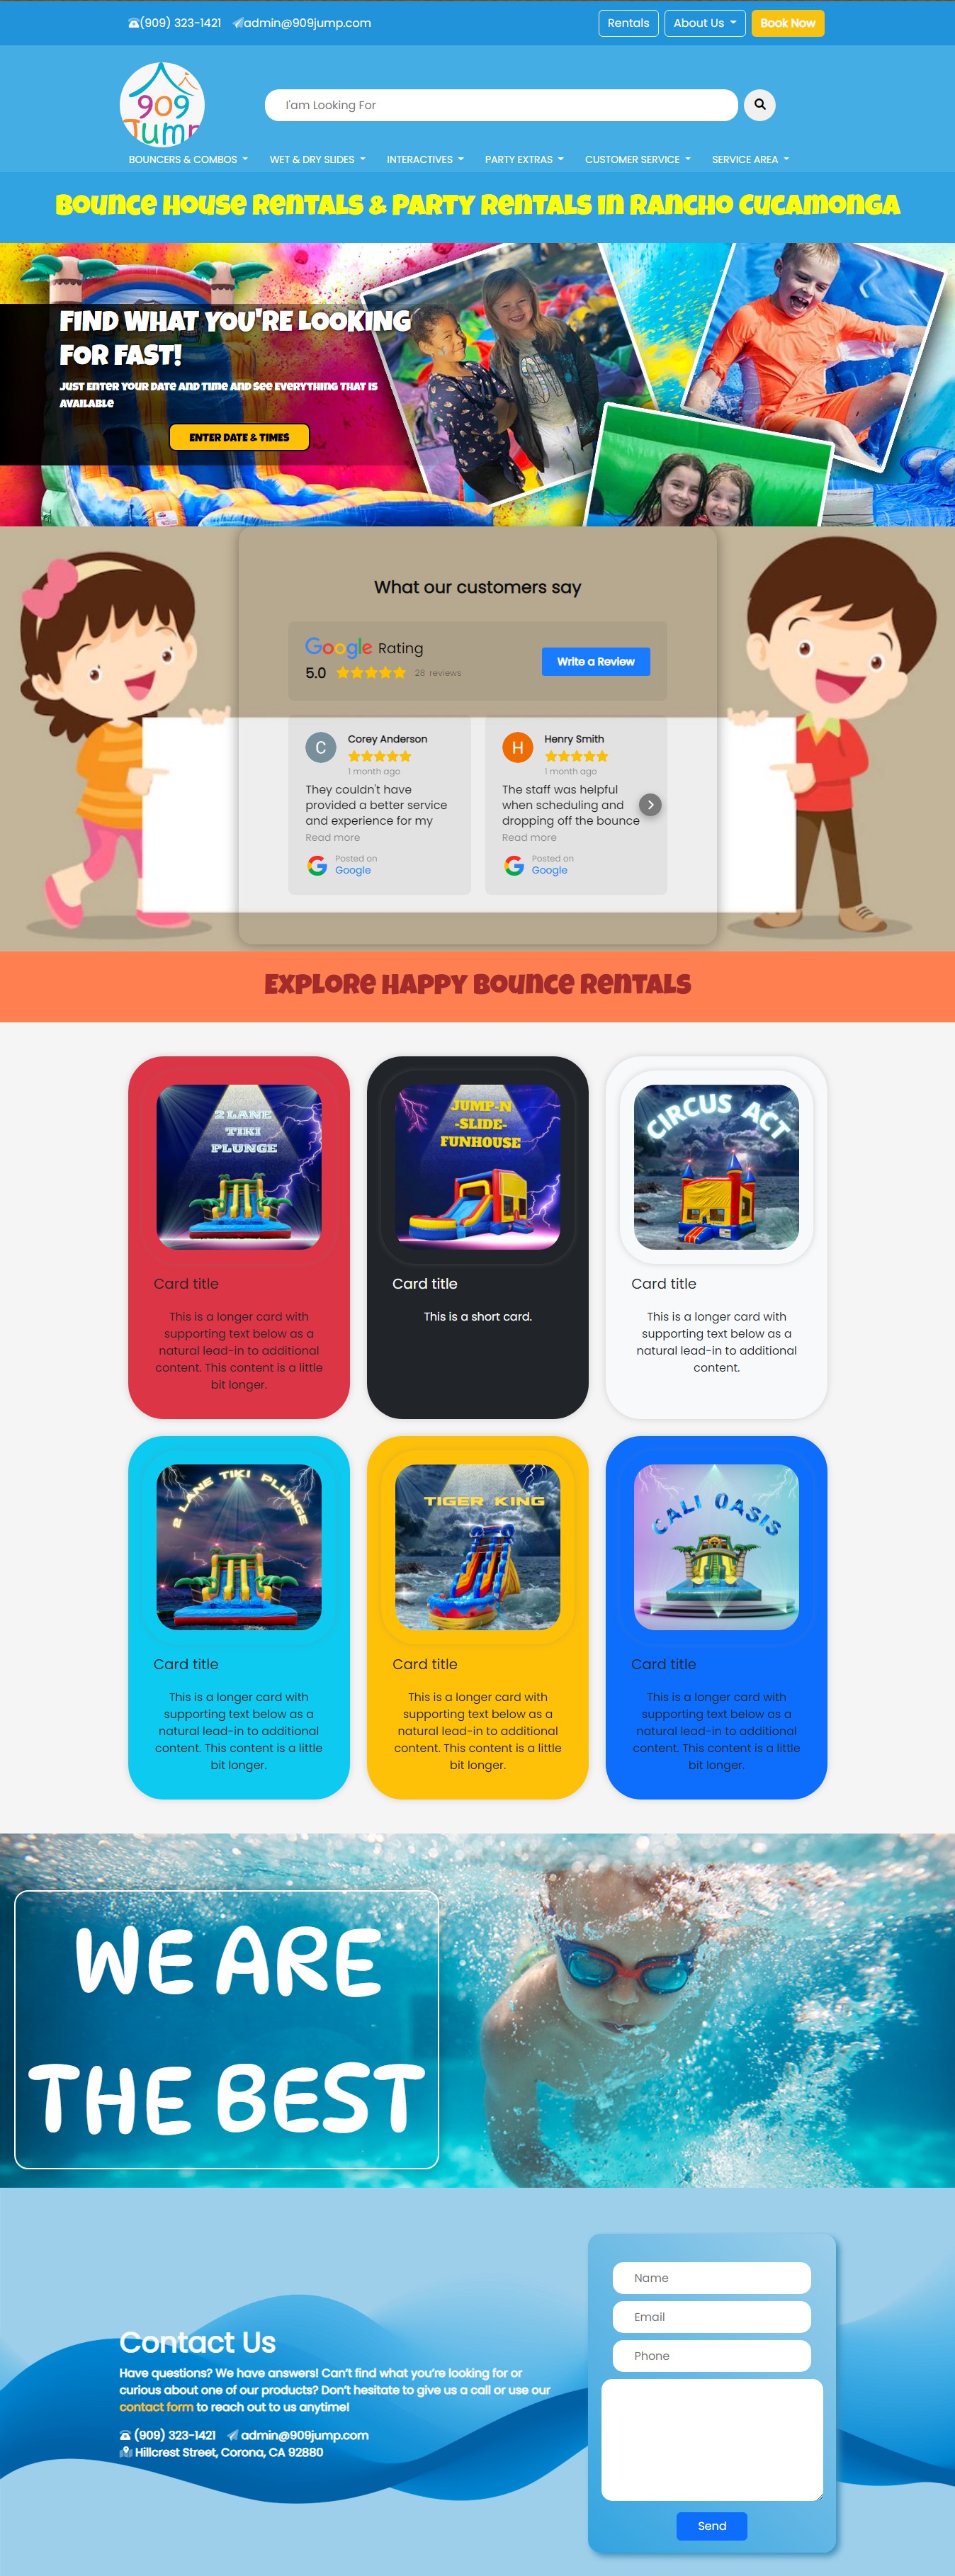 (909) 323-1421 admin@909jump.com
Rentals
About Us
Book Now
909
Jump
I'am Looking For
BOUNCERS & COMBOS
WET & DRY SLIDES
INTERACTIVES
PARTY EXTRAS
CUSTOMER SERVICE
SERVICE AREA
Bounce House Rentals & Party Rentals in Rancho Cucamonga
FIND WHAT YOU'RE LOOKING
FOR FAST!
Just Enter your date and time and see everything that is
available
ENTER DATE & TIMES
What our customers say
Google Rating
5.0 28 reviews
Write a Review
C
Corey Anderson
1 month ago
They couldn't have
provided a better service
and experience for my
Read more
Posted on
Google
H
Henry Smith
1 month ago
The staff was helpful
when scheduling and
dropping off the bounce
Read more
Posted on
Google
Explore Happy Bounce Rentals
2 LANE
TIKI
PLUNGE
Card title
This is a longer card with
supporting text below as a
natural lead-in to additional
content. This content is a little
bit longer.
JUMP-N
-SLIDE-
FUNHOUSE
Card title
This is a short card.
CIRCUS ACT
Card title
This is a longer card with
supporting text below as a
natural lead-in to additional
content.
2 LANE TIKI PLUNGE
Card title
This is a longer card with
supporting text below as a
natural lead-in to additional
content. This content is a little
bit longer.
TIGER KING
Card title
This is a longer card with
supporting text below as a
natural lead-in to additional
content. This content is a little
bit longer.
CALI OASIS
Card title
This is a longer card with
supporting text below as a
natural lead-in to additional
content. This content is a little
bit longer.
WE ARE
THE BEST
Contact Us
Have questions? We have answers! Can't find what you're looking for or
curious about one of our products? Don't hesitate to give us a call or use our
contact form to reach out to us anytime!
(909) 323-1421 admin@909jump.com
Hillcrest Street, Corona, CA 92880
Name
Email
Phone
Send